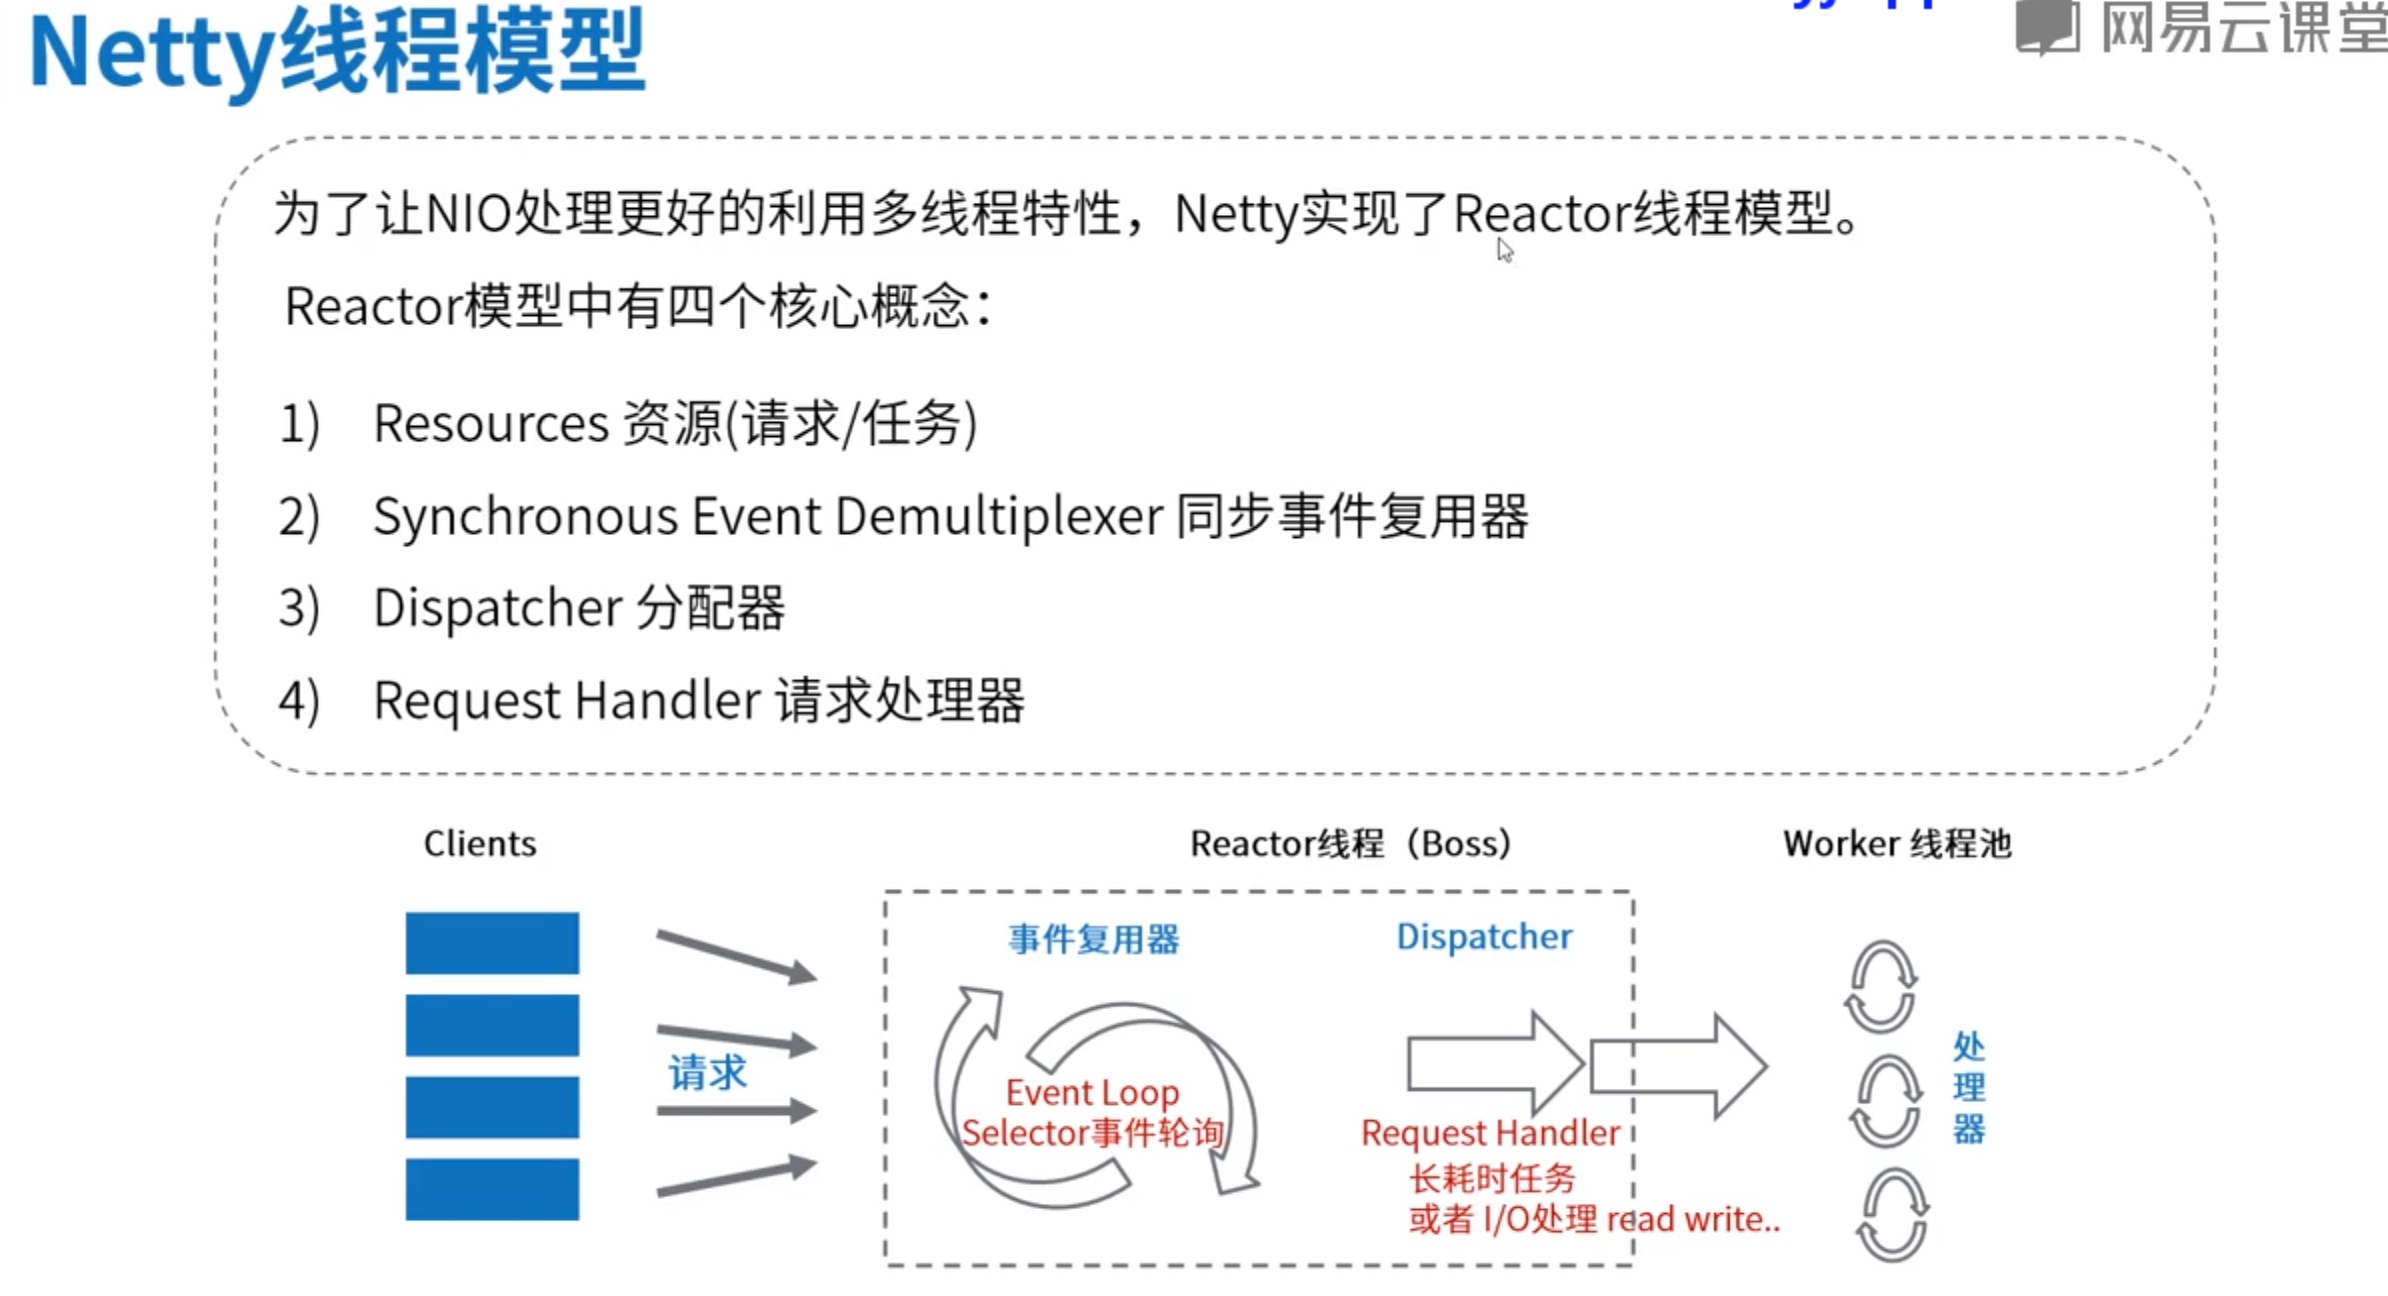 Netty线程模型
网易云课堂
为了让NIO处理更好的利用多线程特性，Netty实现了Reactor线程模型。
Reactor模型中有四个核心概念：
1) Resources 资源(请求/任务)
2) Synchronous Event Demultiplexer 同步事件复用器
3) Dispatcher 分配器
4) Request Handler 请求处理器
Clients
Reactor线程（Boss）
Worker 线程池
请求
事件复用器
Event Loop
Selector事件轮询
Dispatcher
Request Handler
长耗时任务
或者 I/O处理 read write..
处理器